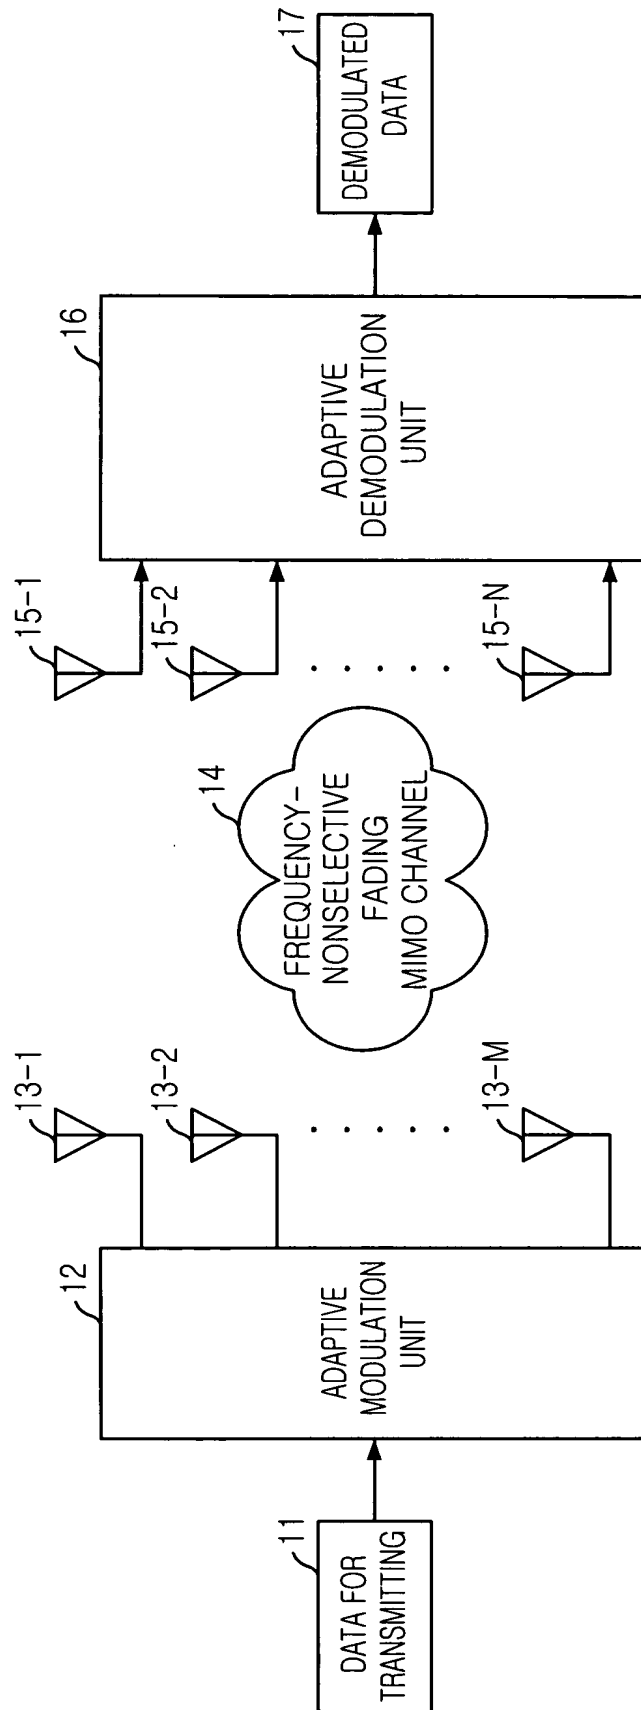 11
DATA FOR
TRANSMITTING
12
ADAPTIVE
MODULATION
UNIT
13-1
13-2
. . . . .
13-M
14
FREQUENCY-
NONSELECTIVE
FADING
MIMO CHANNEL
15-1
15-2
. . . . .
15-N
16
ADAPTIVE
DEMODULATION
UNIT
17
DEMODULATED
DATA